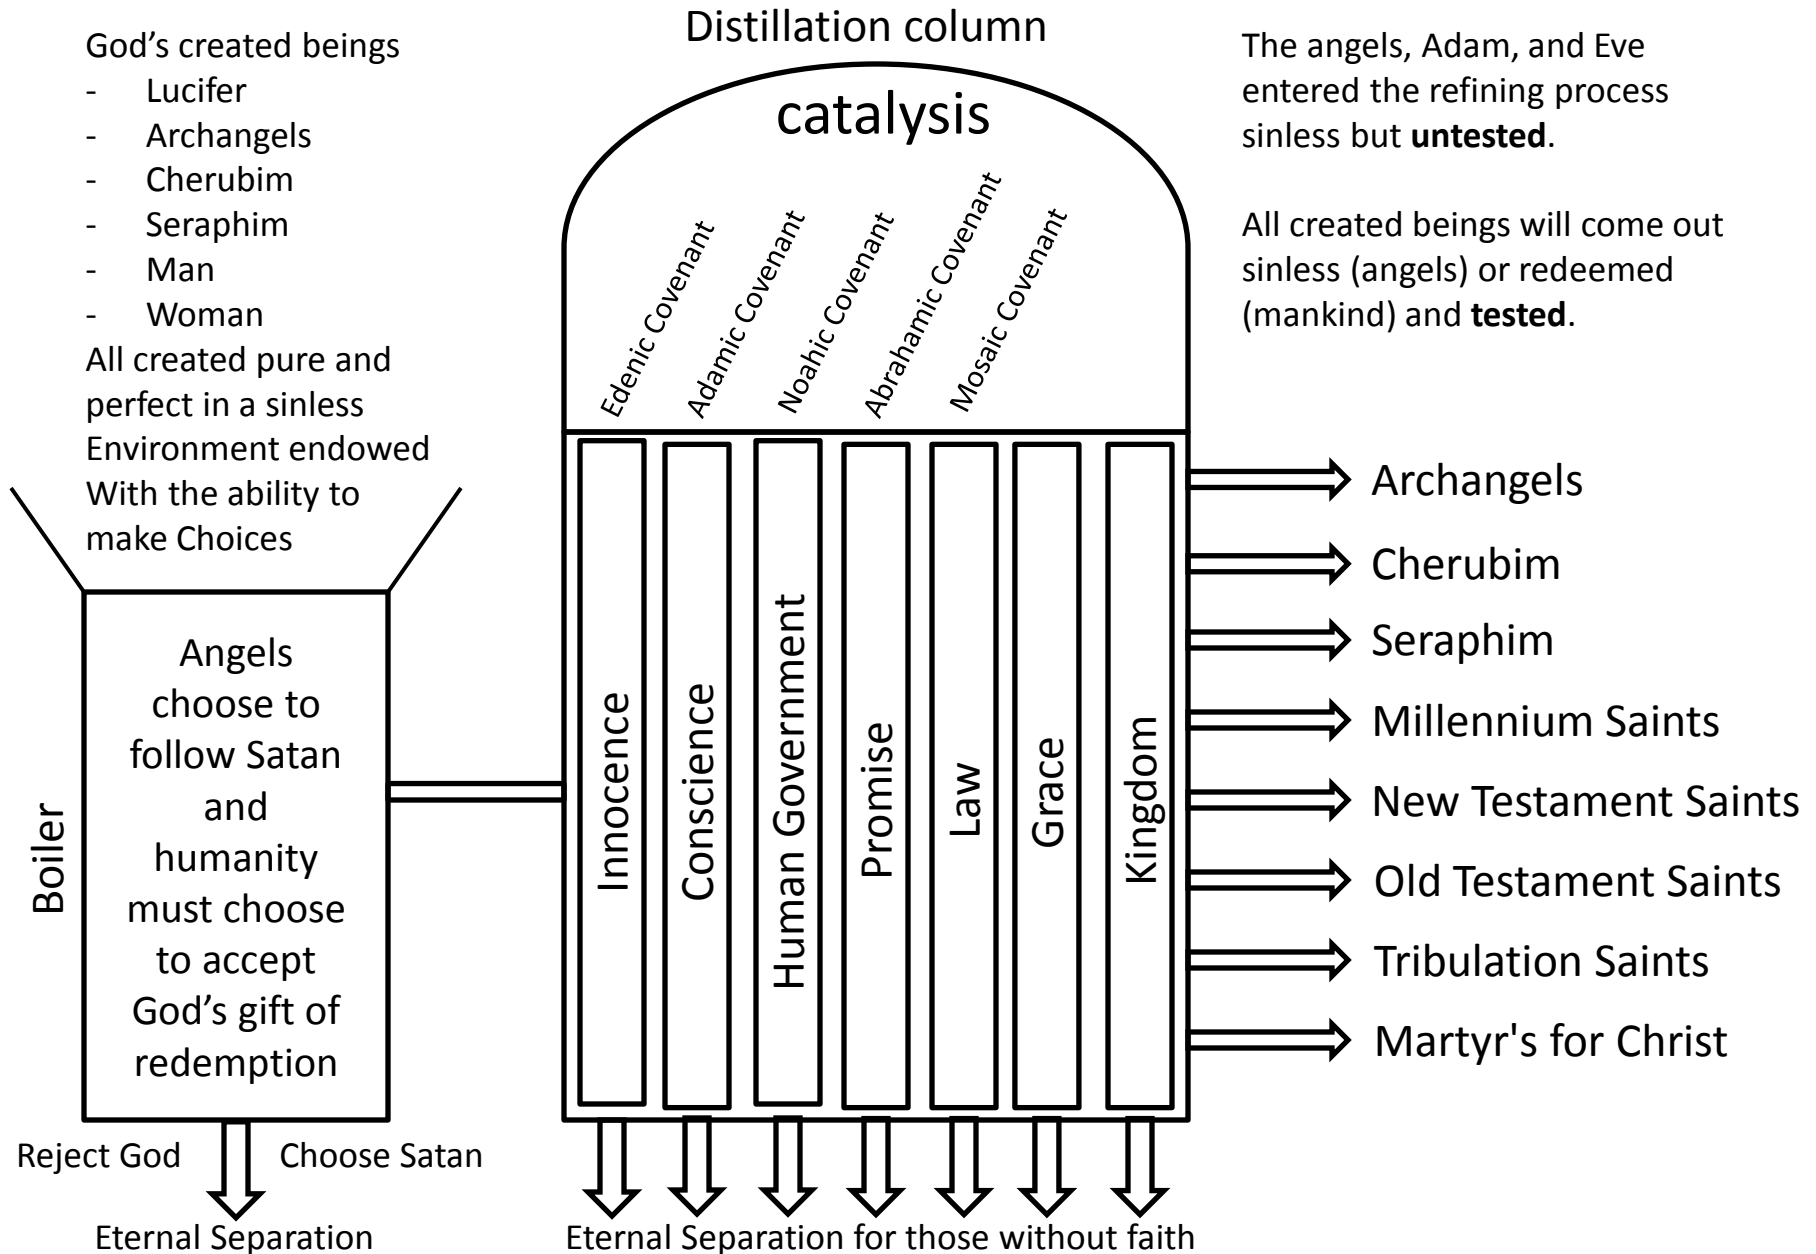 God's created beings
- Lucifer
- Archangels
- Cherubim
- Seraphim
- Man
- Woman
All created pure and
perfect in a sinless
Environment endowed
With the ability to
make Choices
Boiler
Angels
choose to
follow Satan
and
humanity
must choose
to accept
God's gift of
redemption
Reject God
Choose Satan
Eternal Separation
Distillation column
catalysis
Edenic Covenant
Adamic Covenant
Noahic Covenant
Abrahamic Covenant
Mosaic Covenant
Innocence
Conscience
Human Government
Promise
Law
Grace
Kingdom
Eternal Separation for those without faith
The angels, Adam, and Eve
entered the refining process
sinless but untested.
All created beings will come out
sinless (angels) or redeemed
(mankind) and tested.
Archangels
Cherubim
Seraphim
Millennium Saints
New Testament Saints
Old Testament Saints
Tribulation Saints
Martyr's for Christ